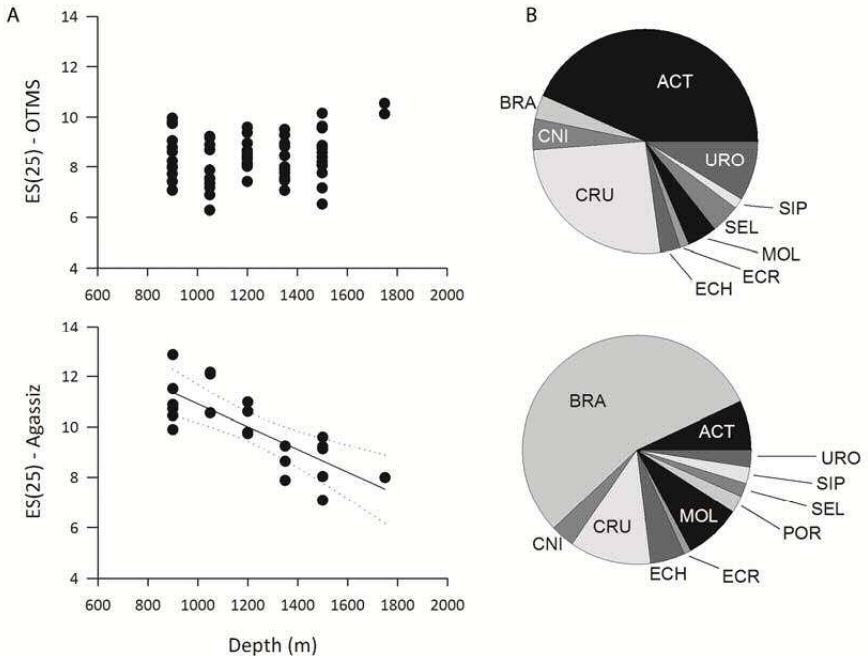 A
ES(25) - OTMS
14
12
10
8
6
4
600 800 1000 1200 1400 1600 1800 2000
ES(25) - Agassiz
14
12
10
8
6
4
600 800 1000 1200 1400 1600 1800 2000
Depth (m)
B
ACT
BRA
CNI
URO
CRU
SIP
SEL
MOL
ECR
ECH
BRA
ACT
URO
SIP
SEL
MOL
POR
CRU
CNI
ECH
ECR